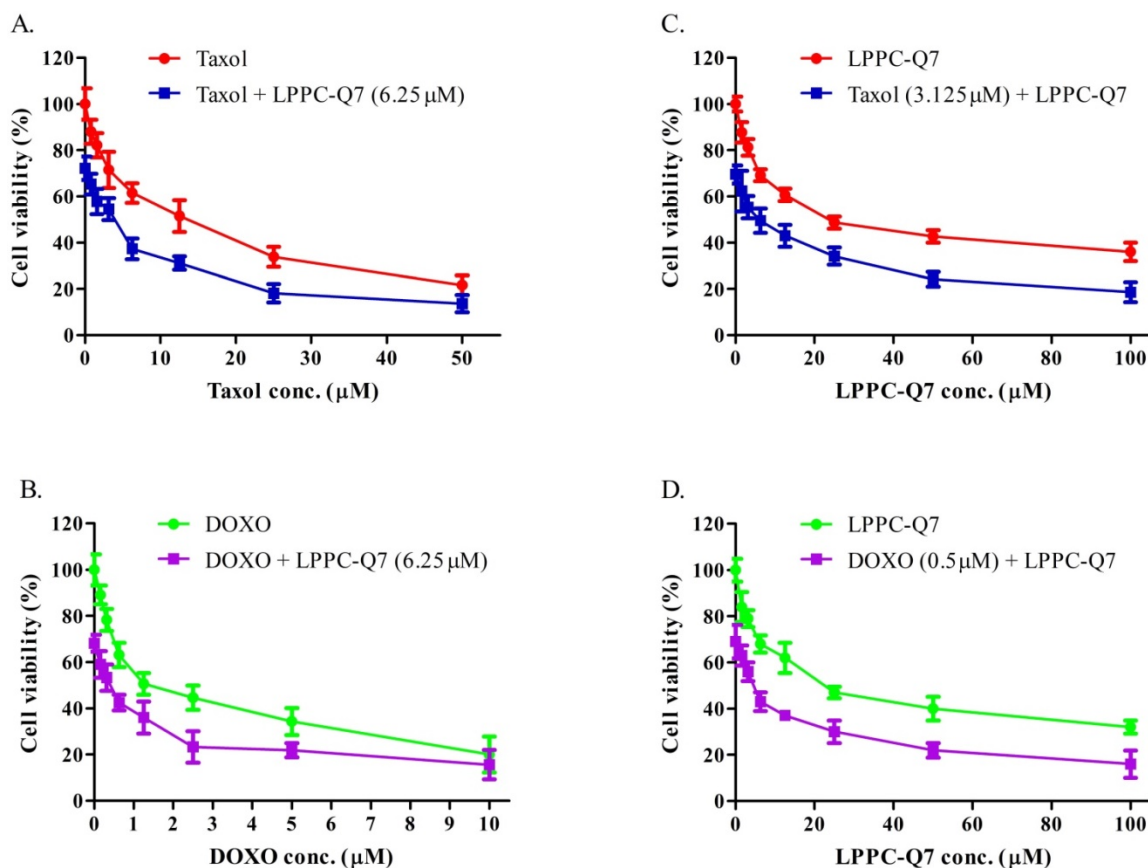 A.
Taxol
Taxol + LPPC-Q7 (6.25 μM)
Cell viability (%)
120
100
80
60
40
20
0
0 10 20 30 40 50
Taxol conc. (μM)
C.
LPPC-Q7
Taxol (3.125 μM) + LPPC-Q7
Cell viability (%)
120
100
80
60
40
20
0
0 20 40 60 80 100
LPPC-Q7 conc. (μM)
B.
DOXO
DOXO + LPPC-Q7 (6.25 μM)
Cell viability (%)
120
100
80
60
40
20
0
0 1 2 2 3 4 5 6 7 7 8 9 10
DOXO conc. (μM)
D.
LPPC-Q7
DOXO (0.5 μM) + LPPC-Q7
Cell viability (%)
120
100
80
60
40
20
0
0 20 40 60 80 100
LPPC-Q7 conc. (μM)